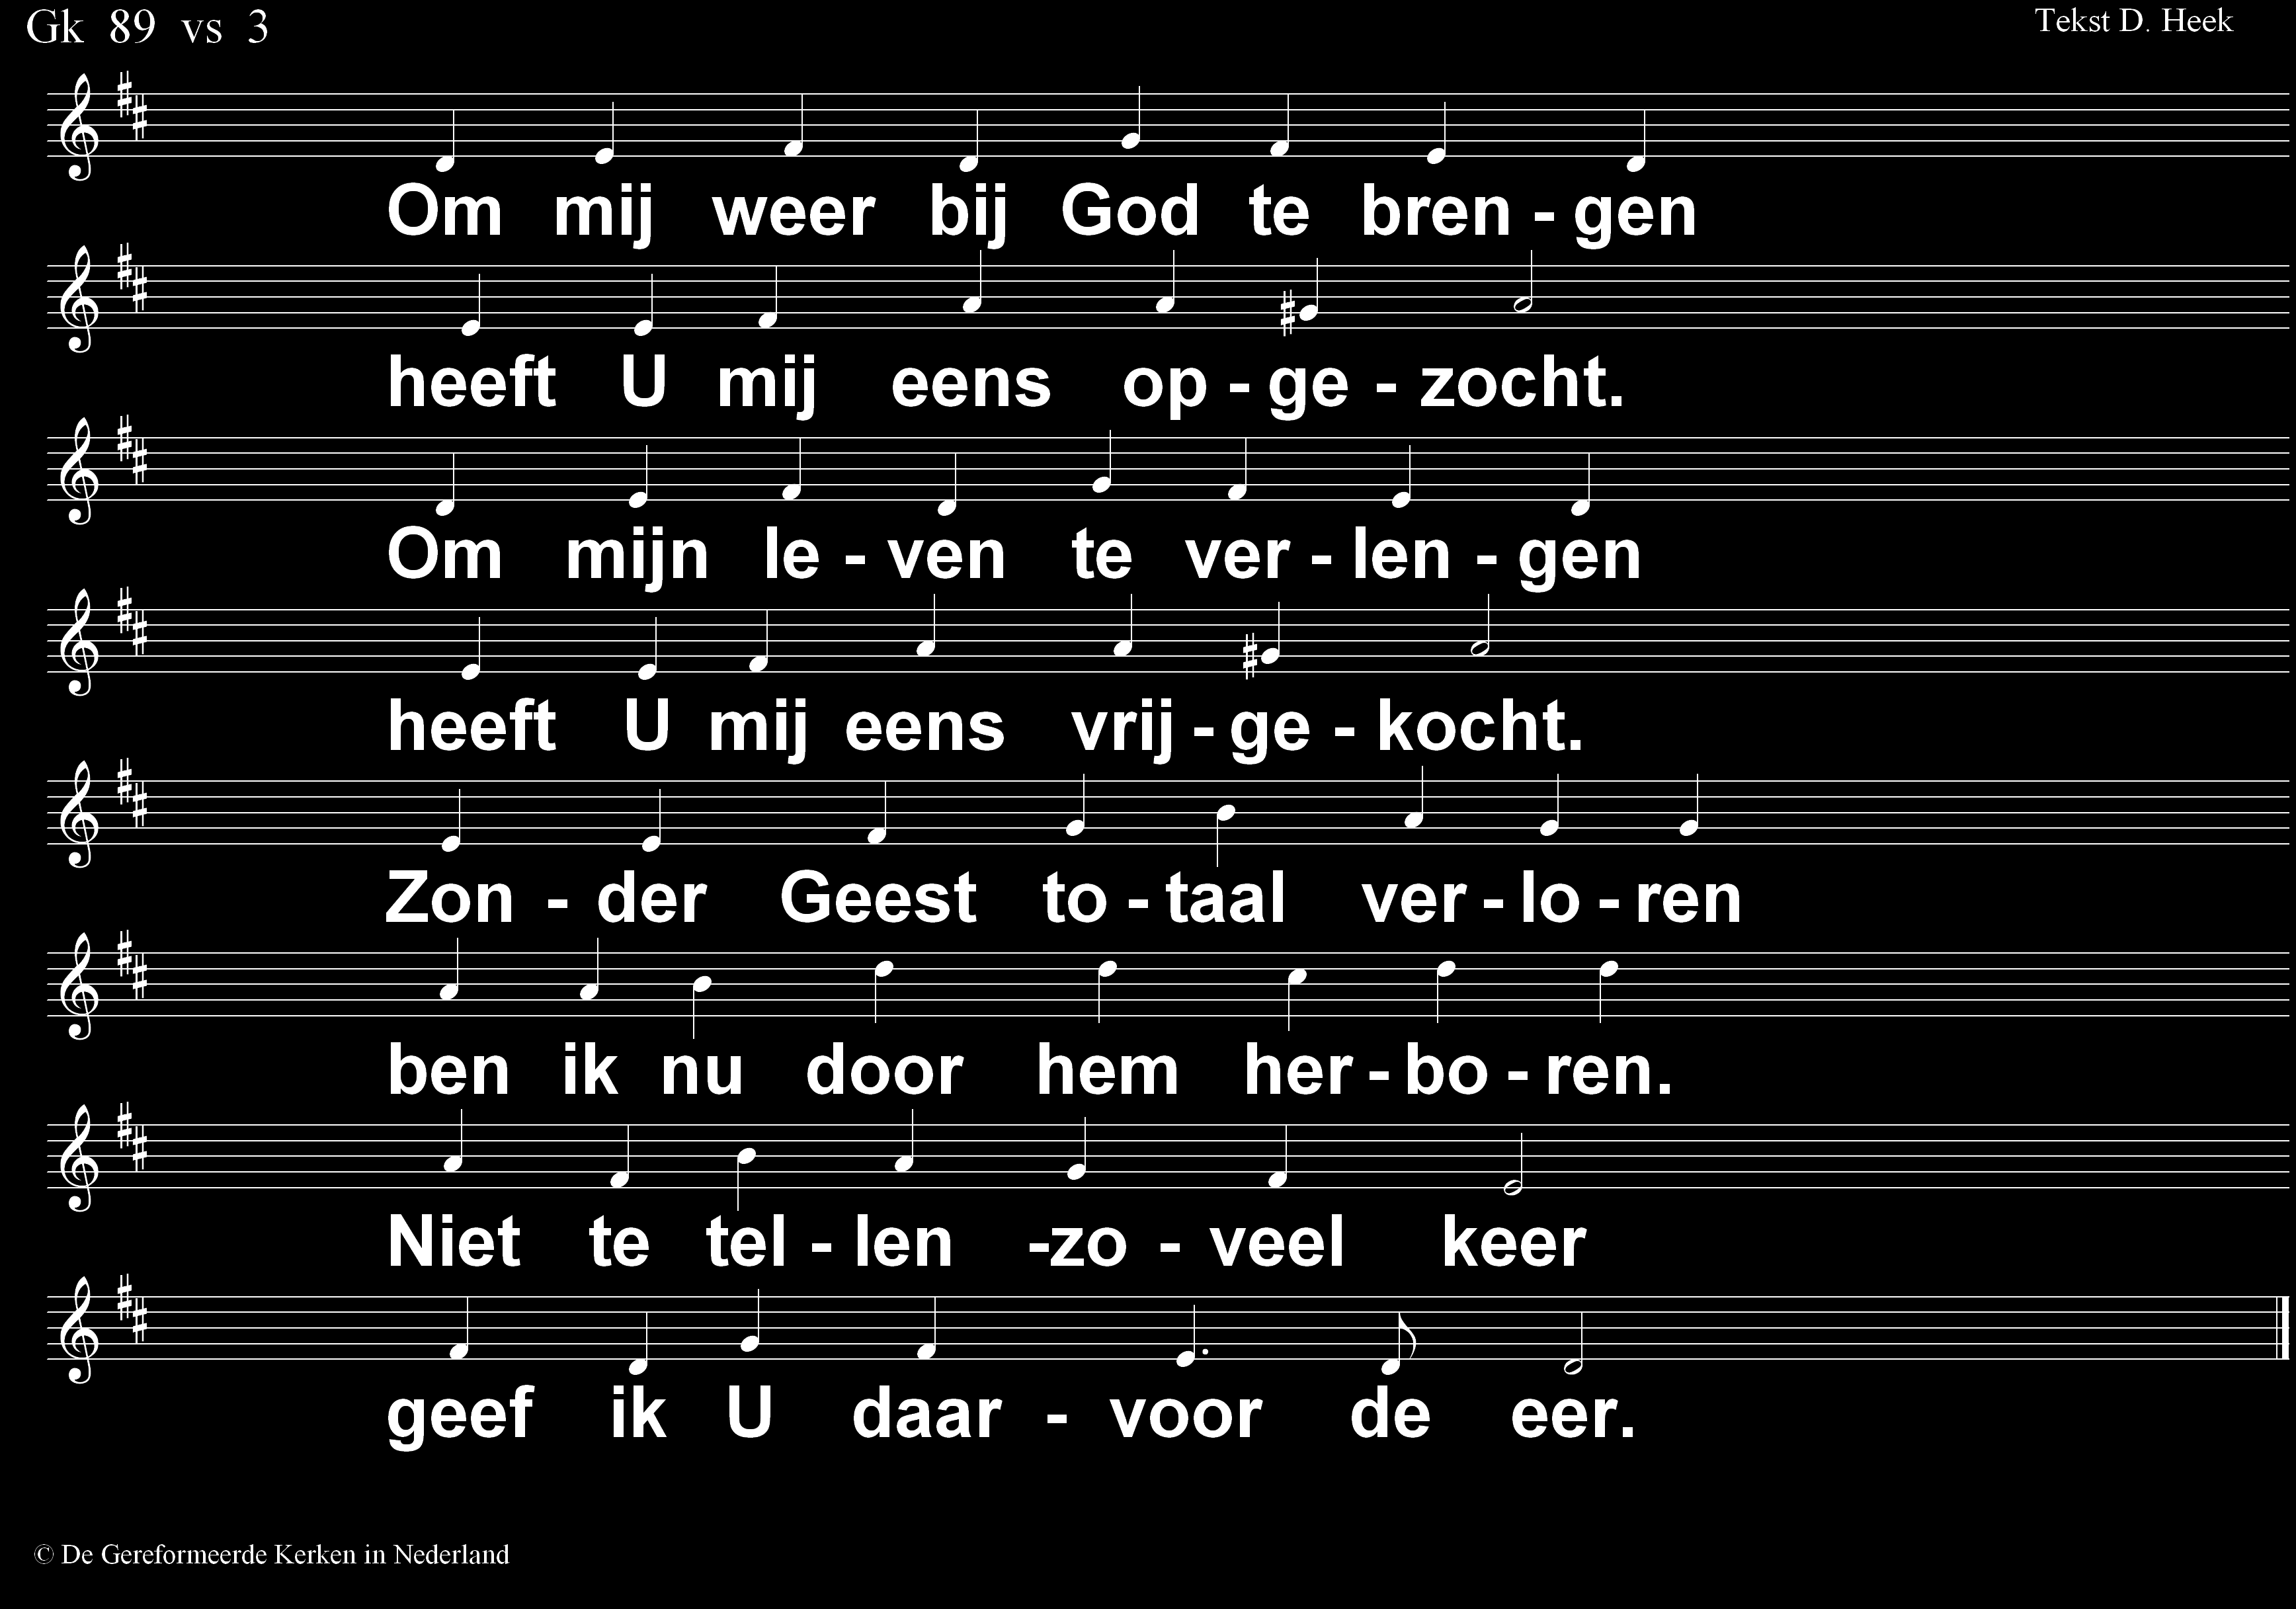 Gk 89 vs 3
Tekst D. Heek
Om mij weer bij God te bren - gen
heeft U mij eens op - ge - zocht.
Om mijn le - ven te ver - len - gen
heeft U mij eens vrij - ge - kocht.
Zon - der Geest to - taal ver - lo - ren
ben ik nu door hem her - bo - ren.
Niet te tel - len -zo - veel keer
geef ik U daar - voor de eer.
© De Gereformeerde Kerken in Nederland